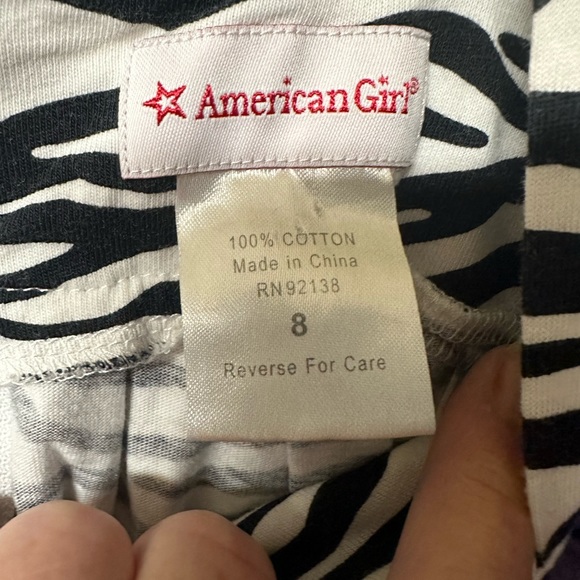 American Girl®
100% COTTON
Made in China
RN92138
8
Reverse For Care